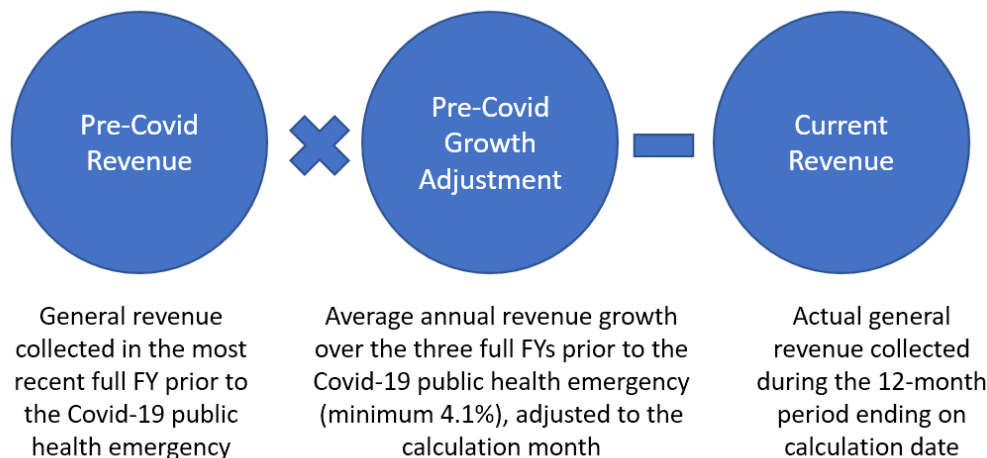 Pre-Covid
Revenue
Pre-Covid
Growth
Adjustment
Current
Revenue
General revenue
collected in the most
recent full FY prior to
the Covid-19 public
health emergency
Average annual revenue growth
over the three full FYs prior to the
Covid-19 public health emergency
(minimum 4.1%), adjusted to the
calculation month
Actual general
revenue collected
during the 12-month
period ending on
calculation date